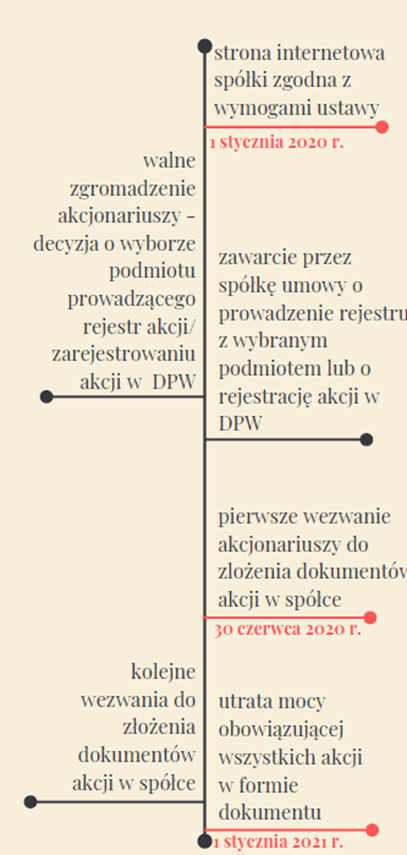 strona internetowa
spółki zgodna z
wymogami ustawy
1 stycznia 2020 r.
walne
zgromadzenie
akcjonariuszy -
decyzja o wyborze
podmiotu
prowadzącego
rejestr akcji/
zarejestrowaniu
akcji w DPW
zawarcie przez
spółkę umowy o
prowadzenie rejestru
z wybranym
podmiotem lub o
rejestrację akcji w
DPW
pierwsze wezwanie
akcjonariuszy do
zlożenia dokumentów
akcji w spółce
30 czerwca 2020 r.
kolejne
wezwania do
złożenia
dokumentów
akcji w spółce
utrata mocy
obowiązującej
wszystkich akcji
w formie
dokumentu
1 stycznia 2021 r.